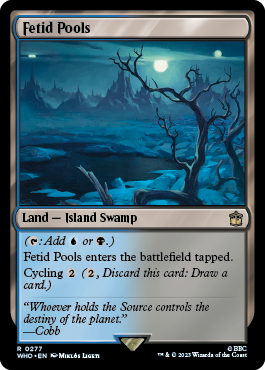 Fetid Pools
Land — Island Swamp
(: Add or .)
Fetid Pools enters the battlefield tapped.
Cycling 2 (2, Discard this card: Draw a
card.)
“Whoever holds the Source controls the
destiny of the planet.”
—Cobb
R 0277
WHO • EN Miklós Ligeti
© BBC
™ & © 2023 Wizards of the Coast